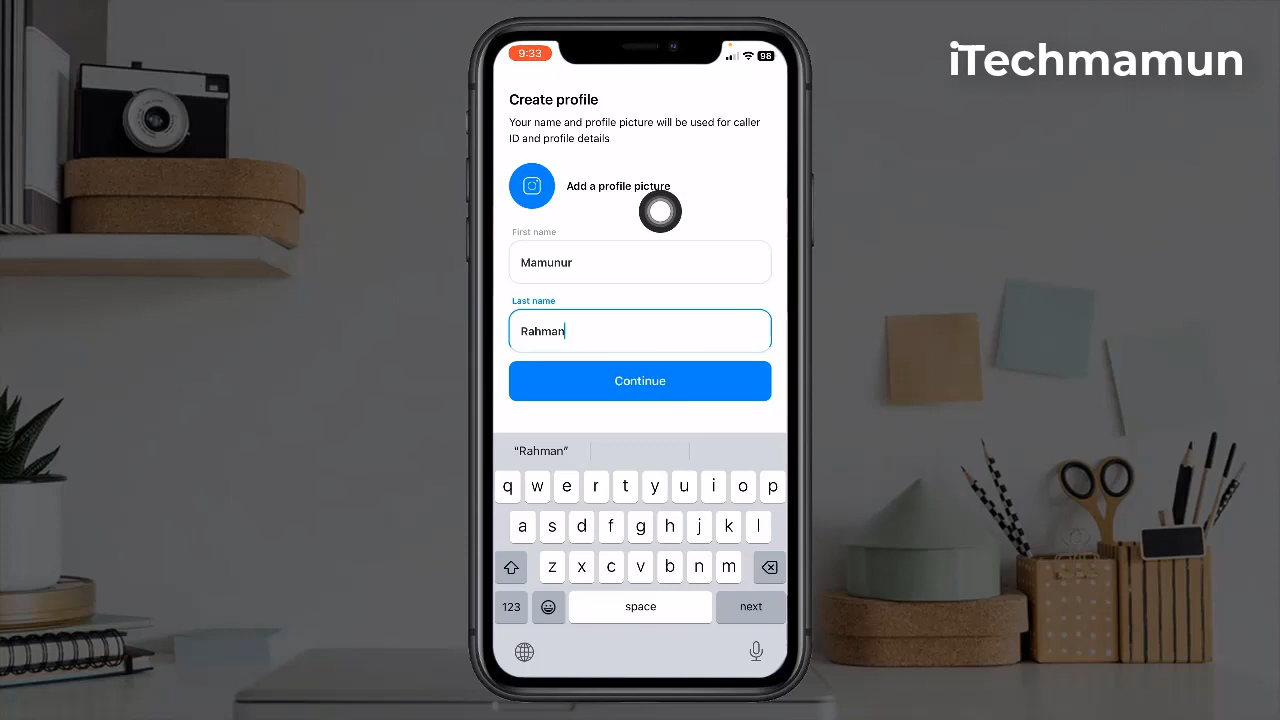 iTechmamun
9:33
98
Create profile
Your name and profile picture will be used for caller
ID and profile details
Add a profile picture
First name
Mamunur
Last name
Rahman
Continue
"Rahman"
q w e r t y u i o p
a s d f g h j k l
z x c v b n m
123 space next